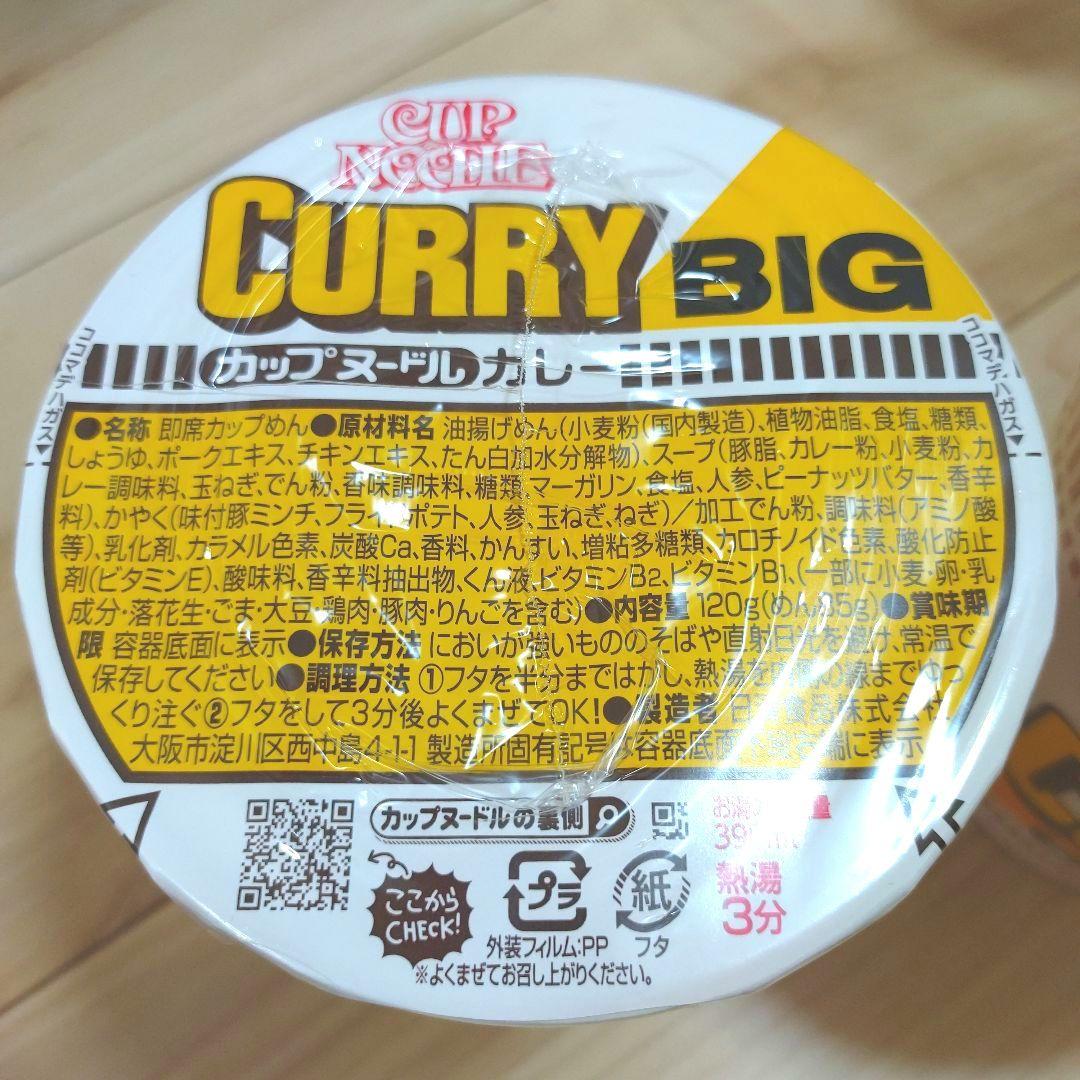 CUP
NOODLE
CURRY BIG
カップヌードル カレー
ココマデハガス
ココマデハガス
●名称 即席カップめん●原材料名 油揚げめん(小麦粉(国内製造)、植物油脂、食塩、糖類、
しょうゆ、ポークエキス、チキンエキス、たん白加水分解物)、スープ(豚脂、カレー粉、小麦粉、カ
レー調味料、玉ねぎ、でん粉、香味調味料、糖類、マーガリン、食塩、人参、ピーナッツバター、香辛
料)、かやく(味付豚ミンチ、フライドポテト、人参、玉ねぎ、ねぎ)/加工でん粉、調味料(アミノ酸
等)、乳化剤、カラメル色素、炭酸Ca、香料、かんすい、増粘多糖類、カロチノイド色素、酸化防止
剤(ビタミンE)、酸味料、香辛料抽出物、くん液、ビタミンB2、ビタミンB1、(一部に小麦・卵・乳
成分・落花生・ごま・大豆・鶏肉・豚肉・りんごを含む)●内容量 120g(めん85g)●賞味期
限 容器底面に表示●保存方法 においが強いもののそばや直射日光を避け、常温で
保存してください●調理方法 ①フタを半分まではがし、熱湯を内側の線までゆっ
くり注ぐ②フタをして3分後よくまぜてOK!●製造者 日清食品株式会社
大阪市淀川区西中島4-1-1 製造所固有記号は容器底面に表示
カップヌードルの裏側
ここから
CHECK!
プラ
外装フィルム:PP
紙
フタ
熱湯
3分
※よくまぜてお召し上がりください。